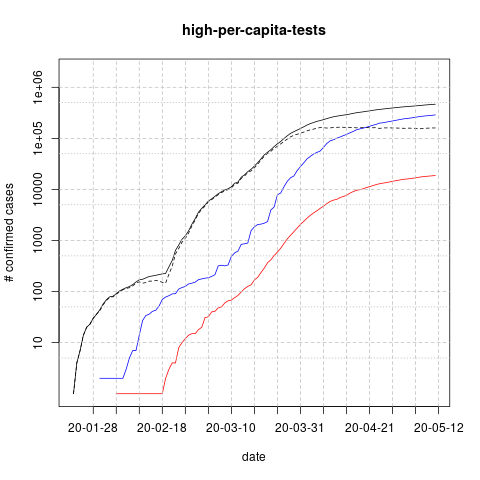 high-per-capita-tests
# confirmed cases
1e+06
1e+05
10000
1000
100
10
20-01-28 20-02-18 20-03-10 20-03-31 20-04-21 20-05-12
date